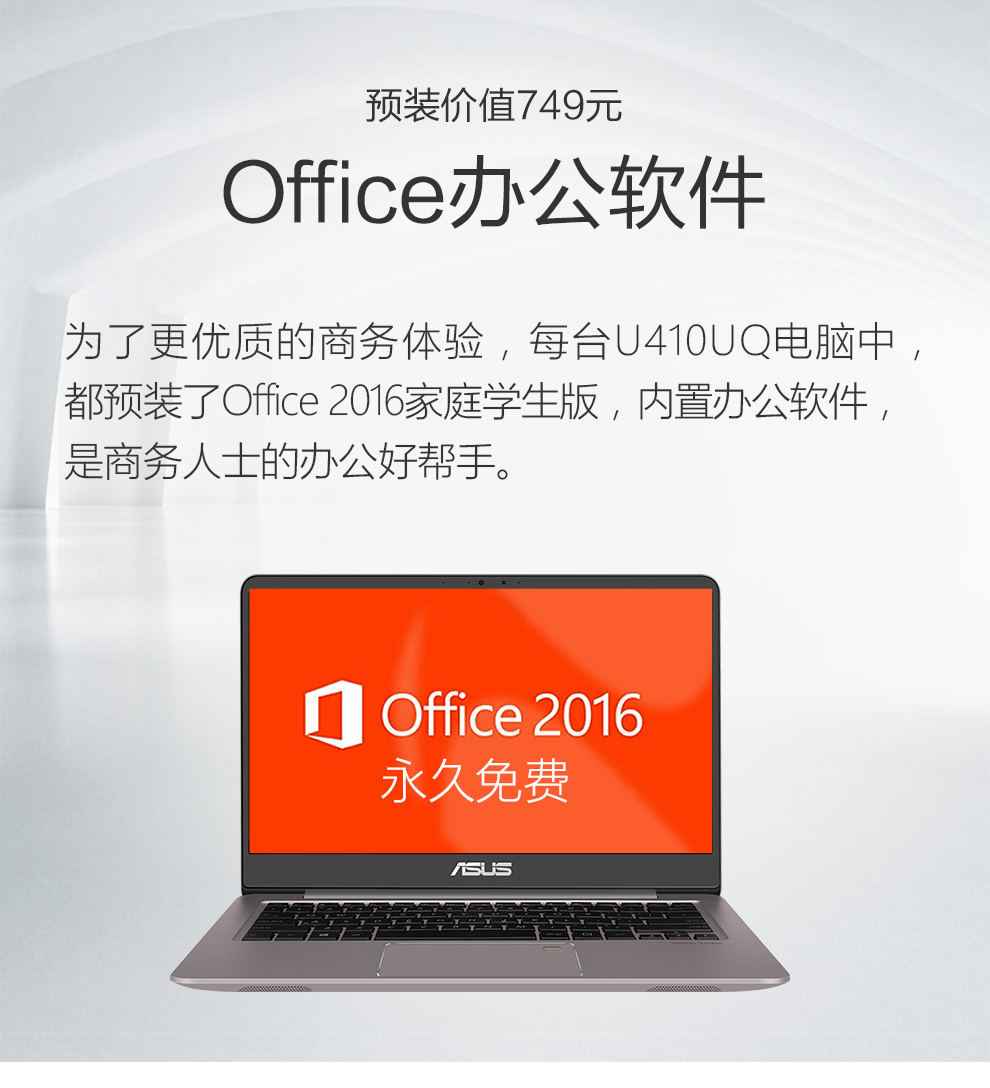 预装价值749元
Office办公软件
为了更优质的商务体验，每台U410UQ电脑中，
都预装了Office 2016家庭学生版，内置办公软件，
是商务人士的办公好帮手。
Office 2016
永久免费
ASUS